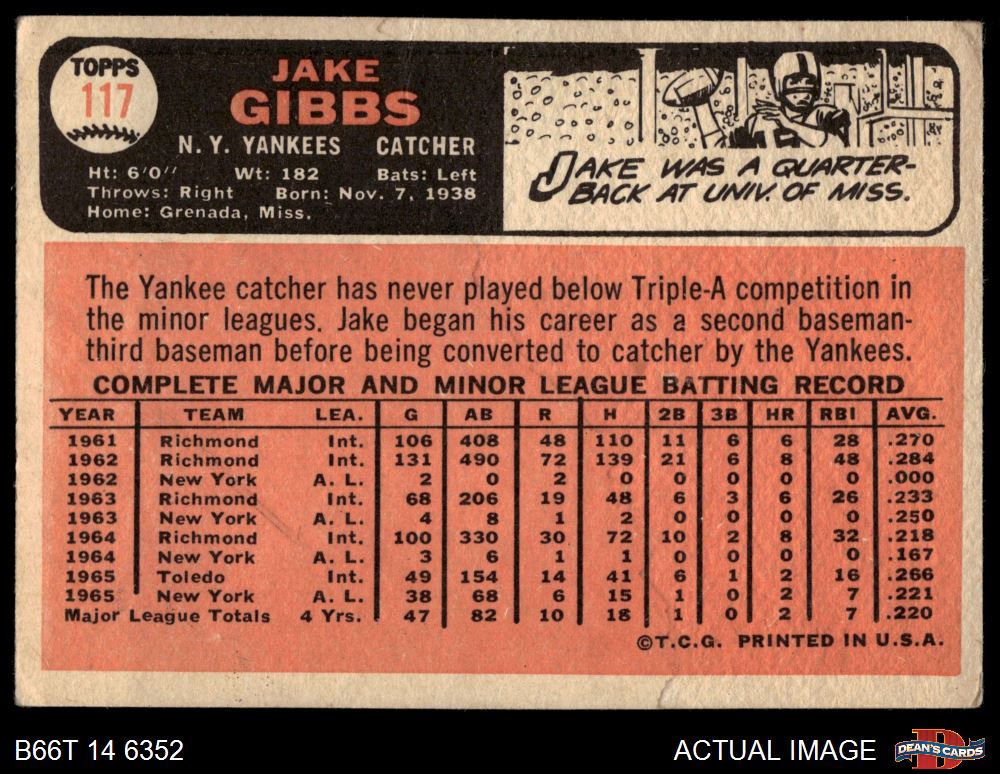 TOPPS
117
JAKE
GIBBS
N. Y. YANKEES CATCHER
Ht: 6'0'' Wt: 182 Bats: Left
Throws: Right Born: Nov. 7, 1938
Home: Grenada, Miss.
JAKE WAS A QUARTER-
BACK AT UNIV. OF MISS.
The Yankee catcher has never played below Triple-A competition in
the minor leagues. Jake began his career as a second baseman-
third baseman before being converted to catcher by the Yankees.
COMPLETE MAJOR AND MINOR LEAGUE BATTING RECORD
YEAR TEAM LEA. G AB R H 2B 3B HR RBI AVG.
1961 Richmond Int. 106 408 48 110 11 6 6 28 .270
1962 Richmond Int. 131 490 72 139 21 6 8 48 .284
1962 New York A. L. 2 0 2 0 0 0 0 0 .000
1963 Richmond Int. 68 206 19 48 6 3 6 26 .233
1963 New York A. L. 4 8 1 2 0 0 0 0 .250
1964 Richmond Int. 100 330 30 72 10 2 8 32 .218
1964 New York A. L. 3 6 1 1 0 0 0 0 .167
1965 Toledo Int. 49 154 14 41 6 1 2 16 .266
1965 New York A. L. 38 68 6 15 1 0 2 7 .221
Major League Totals 4 Yrs. 47 82 10 18 1 0 2 7 .220
©T.C.G. PRINTED IN U.S.A.
B66T 14 6352
ACTUAL IMAGE
DEAN'S CARDS